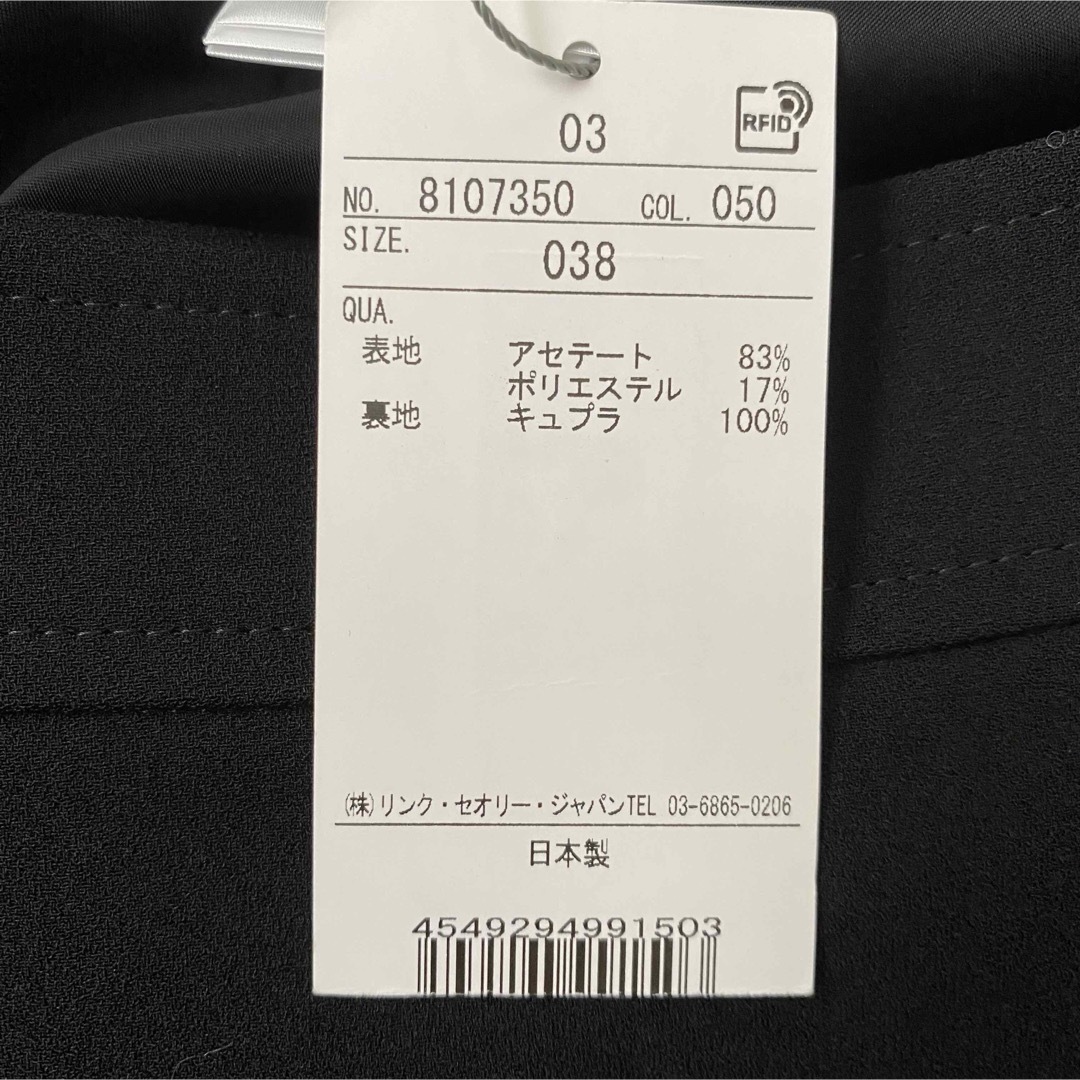 03
RFID
NO. 8107350 COL. 050
SIZE. 038
QUA.
表地 アセテート 83%
ポリエステル 17%
裏地 キュプラ 100%
(株)リンク・セオリー・ジャパンTEL 03-6865-0206
日本製
4549294991503